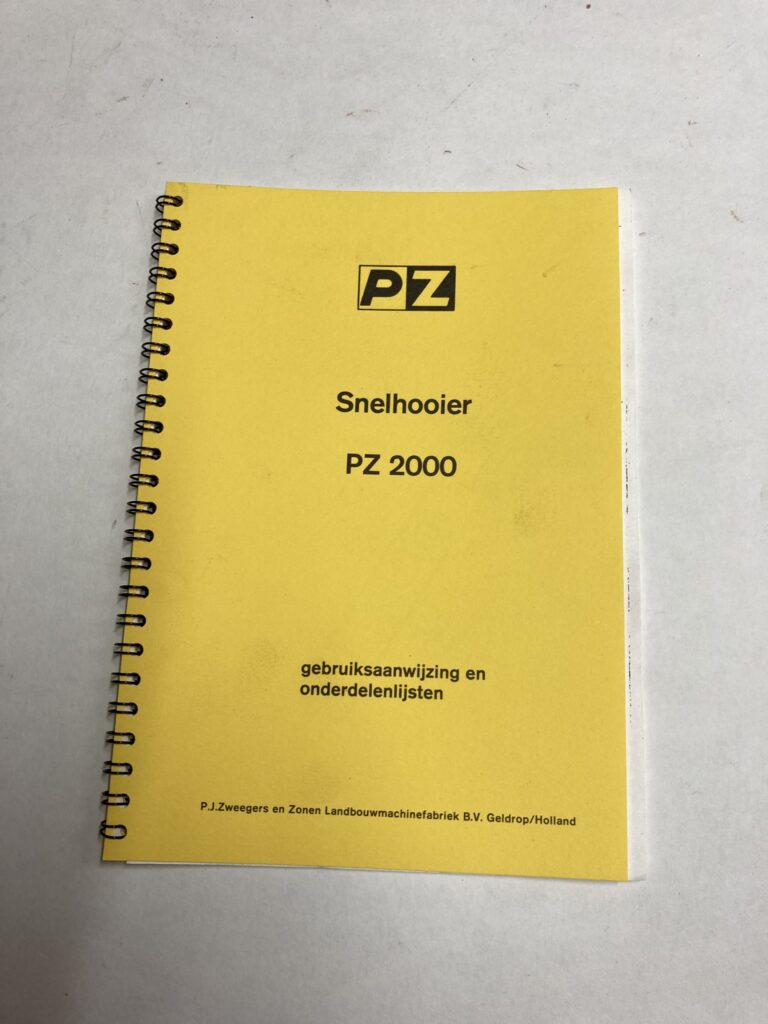 PZ
Snelhooier
PZ 2000
gebruiksaanwijzing en
onderdelenlijsten
P.J.Zweegers en Zonen Landbouwmachinefabriek B.V. Geldrop/Holland